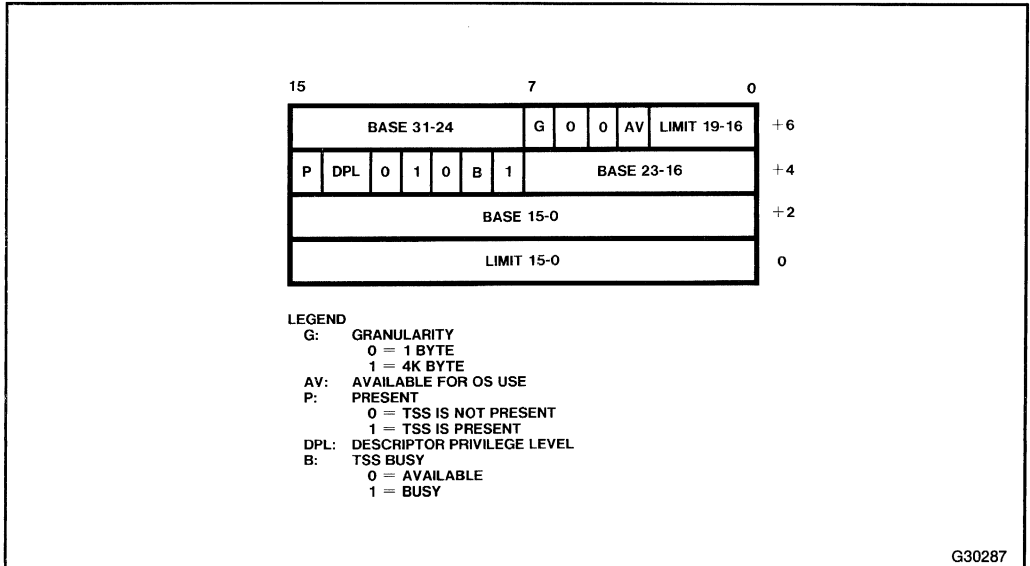 15 7 0
BASE 31-24 G 0 0 AV LIMIT 19-16 +6
P DPL 0 1 0 B 1 BASE 23-16 +4
BASE 15-0 +2
LIMIT 15-0 0
LEGEND
G: GRANULARITY
0 = 1 BYTE
1 = 4K BYTE
AV: AVAILABLE FOR OS USE
P: PRESENT
0 = TSS IS NOT PRESENT
1 = TSS IS PRESENT
DPL: DESCRIPTOR PRIVILEGE LEVEL
B: TSS BUSY
0 = AVAILABLE
1 = BUSY
G30287